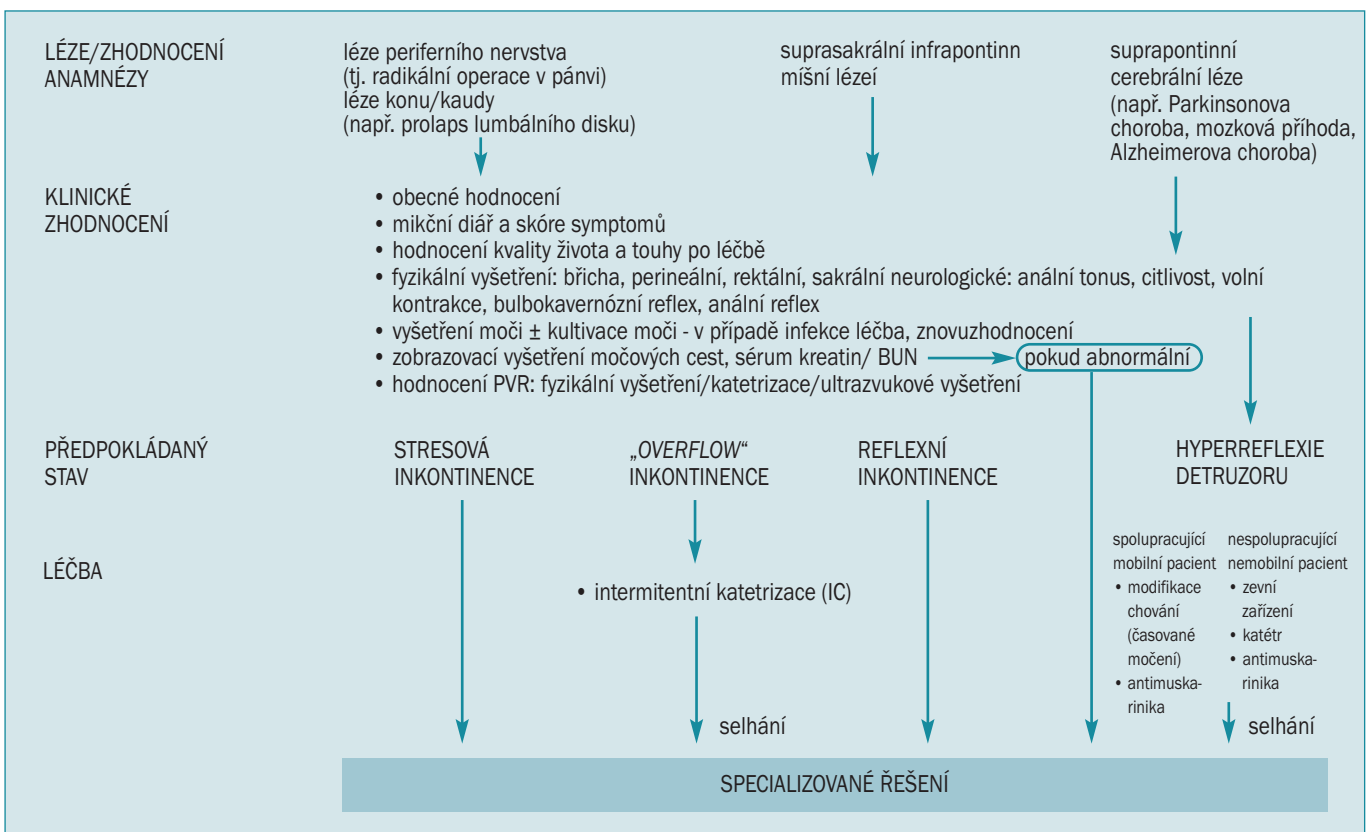 LÉZE/ZHODNOCENÍ
ANAMNÉZY
léze periferního nervstva
(tj. radikální operace v pánvi)
léze konu/kaudy
(např. prolaps lumbálního disku)
suprasakrální infrapontinn
míšní lézeí
suprapontinní
cerebrální léze
(např. Parkinsonova
choroba, mozková příhoda,
Alzheimerova choroba)
KLINICKÉ
ZHODNOCENÍ
• obecné hodnocení
• mikční diář a skóre symptomů
• hodnocení kvality života a touhy po léčbě
• fyzikální vyšetření: břicha, perineální, rektální, sakrální neurologické: anální tonus, citlivost, volní
kontrakce, bulbokavernózní reflex, anální reflex
• vyšetření moči ± kultivace moči - v případě infekce léčba, znovuzhodnocení
• zobrazovací vyšetření močových cest, sérum kreatin/ BUN
pokud abnormální
• hodnocení PVR: fyzikální vyšetření/katetrizace/ultrazvukové vyšetření
PŘEDPOKLÁDANÝ
STAV
STRESOVÁ
INKONTINENCE
„OVERFLOW“
INKONTINENCE
REFLEXNÍ
INKONTINENCE
HYPERREFLEXIE
DETRUZORU
LÉČBA
• intermitentní katetrizace (IC)
spolupracující
mobilní pacient
• modifikace
chování
(časované
močení)
• antimuska-
rinika
nespolupracující
nemobilní pacient
• zevní
zařízení
• katétr
• antimuska-
rinika
selhání
selhání
SPECIALIZOVANÉ ŘEŠENÍ